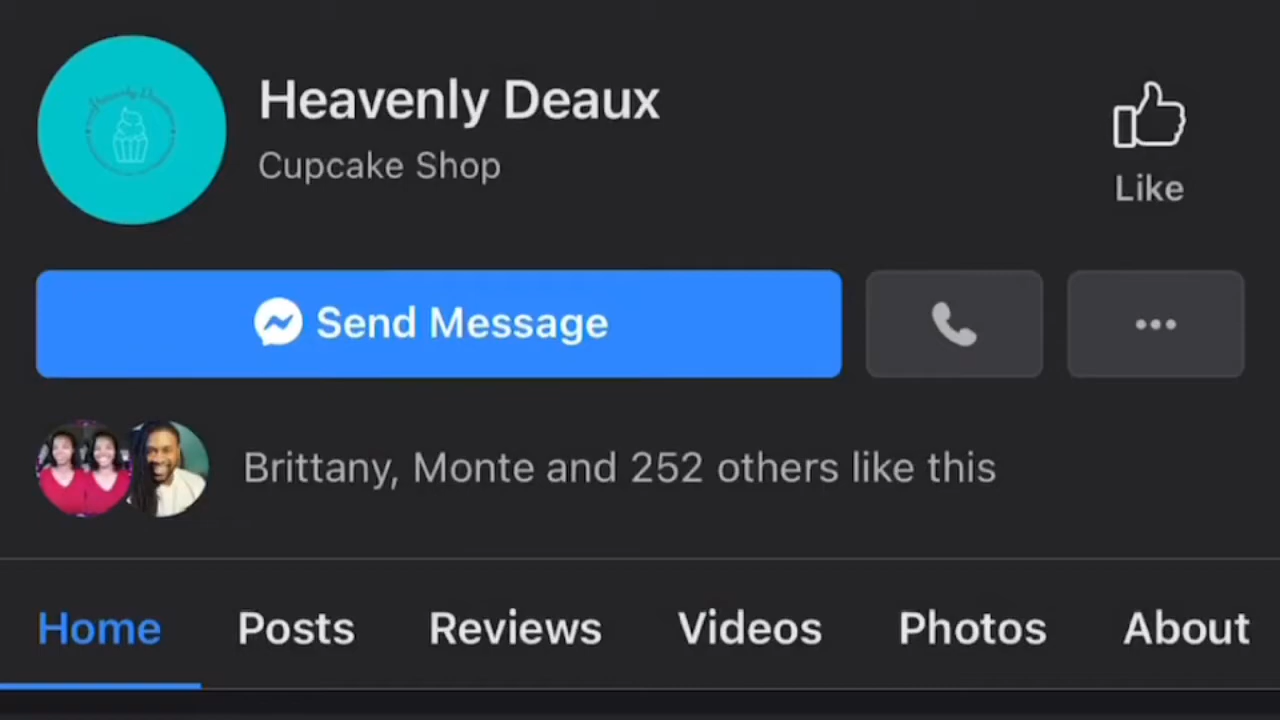 Heavenly Deaux
Cupcake Shop
Like
Send Message
Brittany, Monte and 252 others like this
Home Posts Reviews Videos Photos About